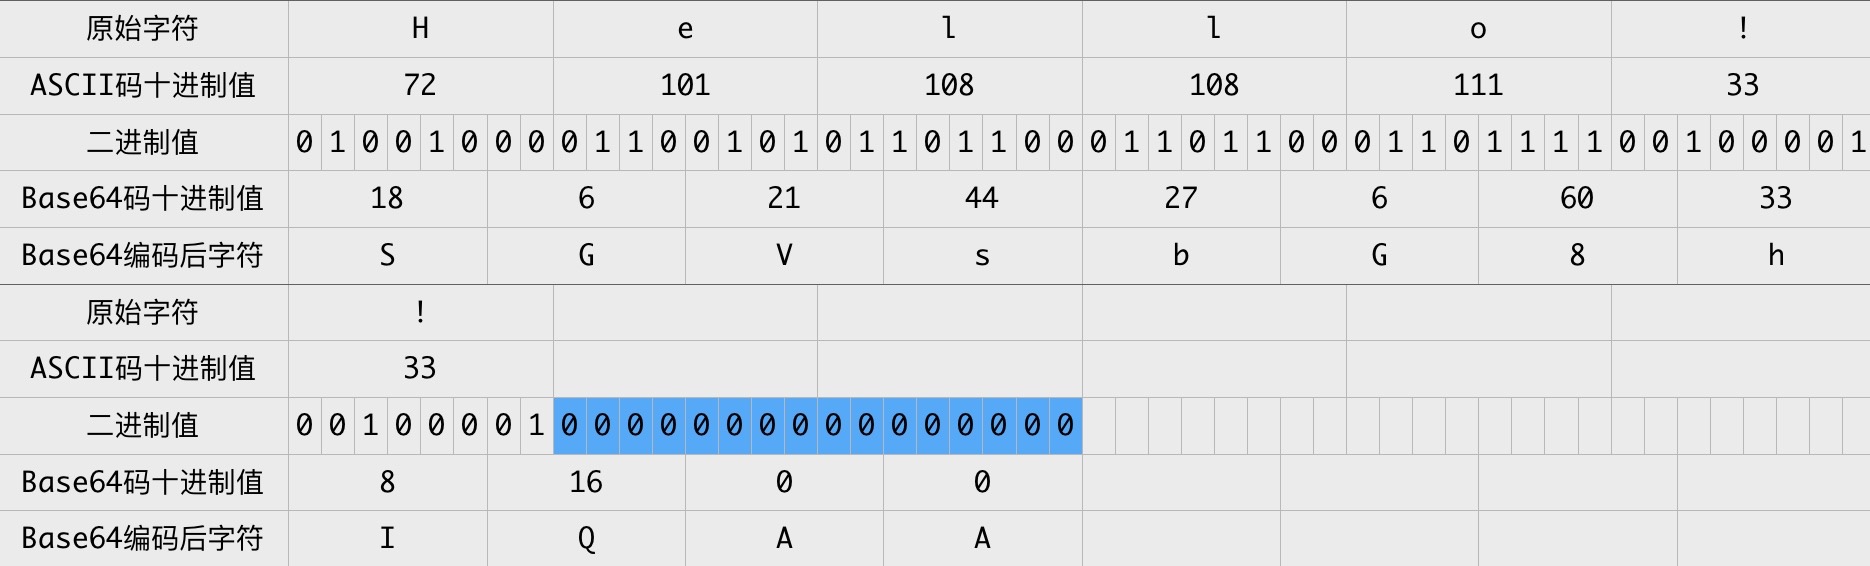 原始字符 H e l l o !
ASCII码十进制值 72 101 108 108 111 33
二进制值 0 1 0 0 1 0 0 0 0 1 1 0 0 1 0 1 0 1 1 0 1 1 0 0 0 1 1 0 1 1 0 0 0 1 1 0 1 1 1 1 0 0 1 0 0 0 0 1
Base64码十进制值 18 6 21 44 27 6 60 33
Base64编码后字符 S G V s b G 8 h
原始字符 !
ASCII码十进制值 33
二进制值 0 0 1 0 0 0 0 1 0 0 0 0 0 0 0 0 0 0 0 0 0 0 0 0
Base64码十进制值 8 16 0 0
Base64编码后字符 I Q A A